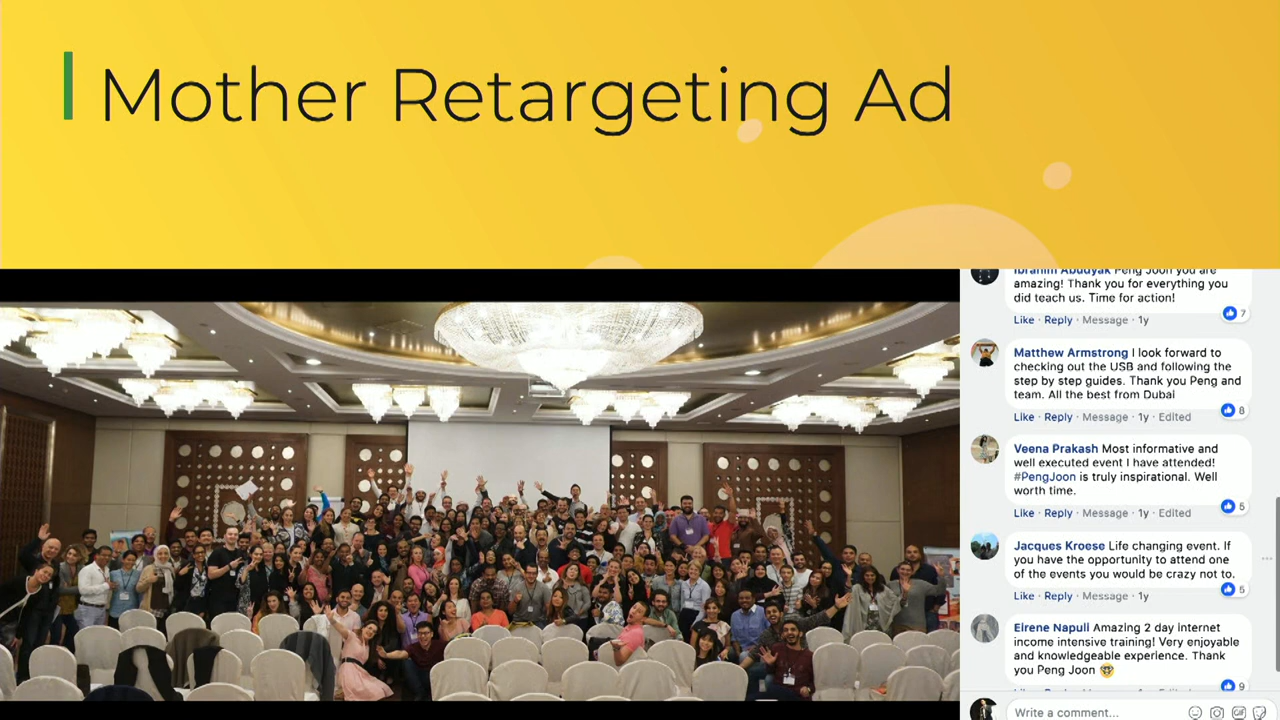 Mother Retargeting Ad
Ibrahim Abudyak Peng Joon you are
amazing! Thank you for everything you
did teach us. Time for action!
Like · Reply · Message · 1y
7
Matthew Armstrong I look forward to
checking out the USB and following the
step by step guides. Thank you Peng and
team. All the best from Dubai
Like · Reply · Message · 1y · Edited
8
Veena Prakash Most informative and
well executed event I have attended!
#PengJoon is truly inspirational. Well
worth time.
Like · Reply · Message · 1y · Edited
5
Jacques Kroese Life changing event. If
you have the opportunity to attend one
of the events you would be crazy not to.
Like · Reply · Message · 1y
5
Eirene Napuli Amazing 2 day internet
income intensive training! Very enjoyable
and knowledgeable experience. Thank
you Peng Joon 🤓
9
Write a comment...
GIF